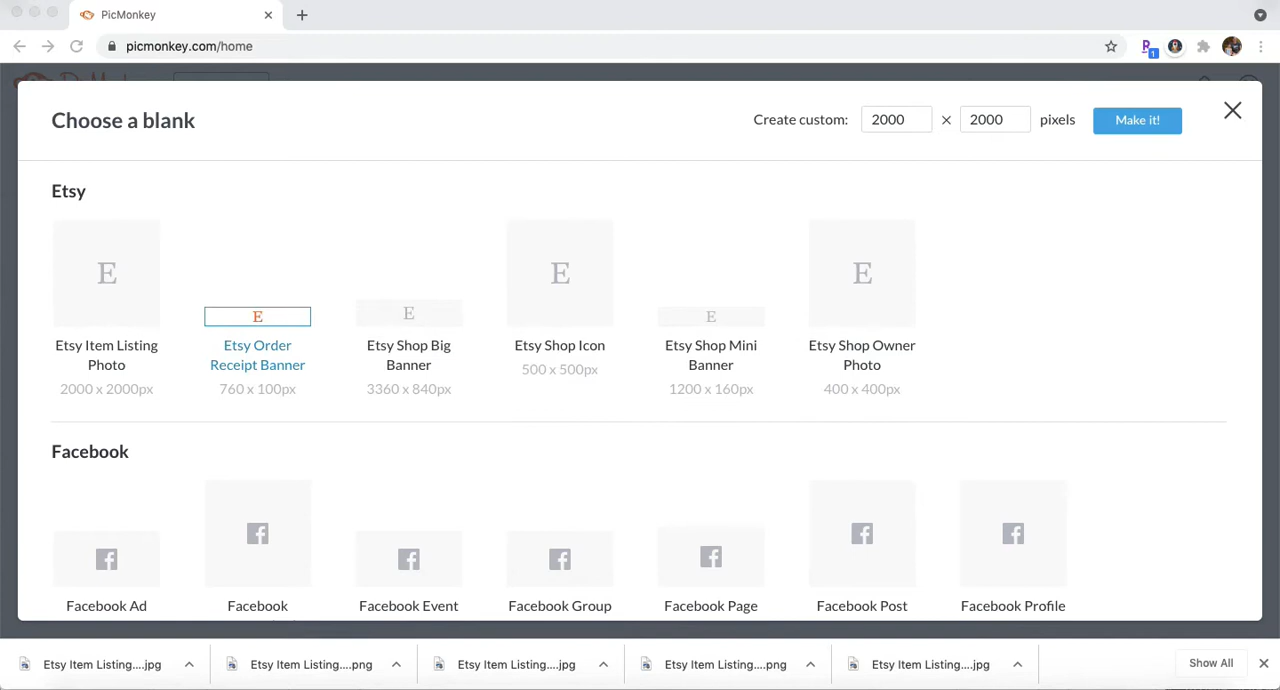 PicMonkey
picmonkey.com/home
1
Choose a blank
Create custom: 2000 × 2000 pixels Make it!
Etsy
E E E E E E
Etsy Item Listing Photo
2000 x 2000px
Etsy Order Receipt Banner
760 x 100px
Etsy Shop Big Banner
3360 x 840px
Etsy Shop Icon
500 x 500px
Etsy Shop Mini Banner
1200 x 160px
Etsy Shop Owner Photo
400 x 400px
Facebook
Facebook Ad
Facebook
Facebook Event
Facebook Group
Facebook Page
Facebook Post
Facebook Profile
Etsy Item Listing....jpg
Etsy Item Listing....png
Etsy Item Listing....jpg
Etsy Item Listing....png
Etsy Item Listing....jpg
Show All